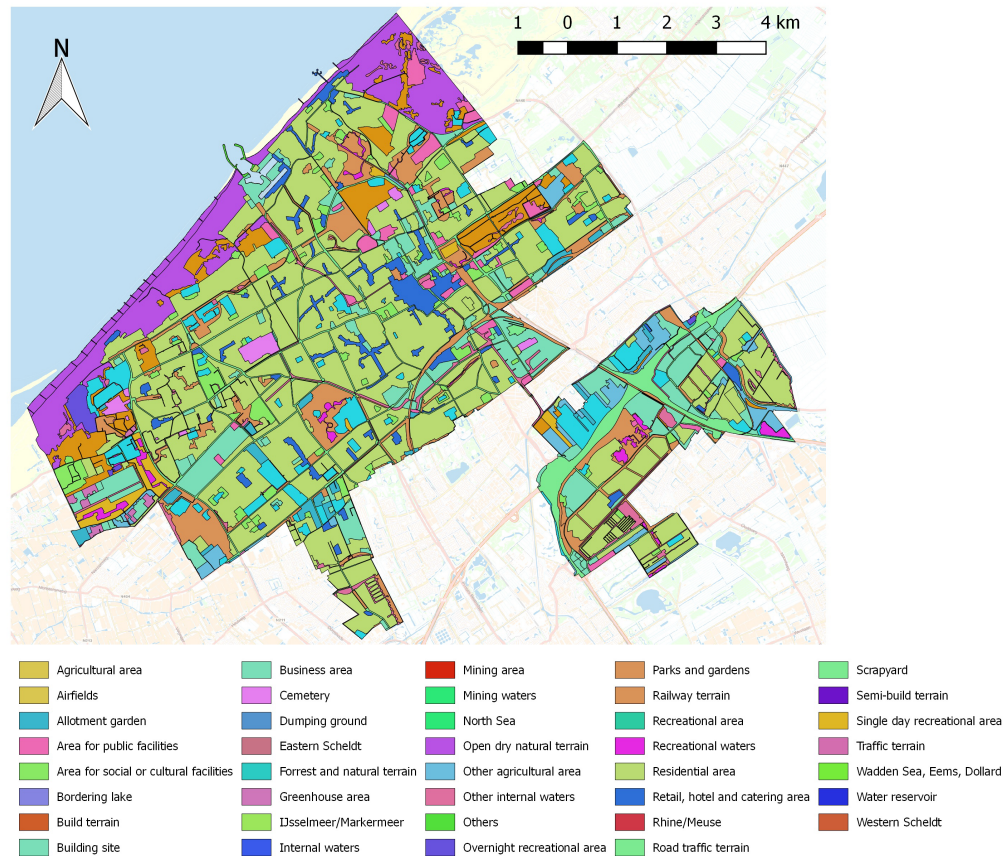 1 0 1 2 3 4 km
N
Agricultural area
Airfields
Allotment garden
Area for public facilities
Area for social or cultural facilities
Bordering lake
Build terrain
Building site
Business area
Cemetery
Dumping ground
Eastern Scheldt
Forrest and natural terrain
Greenhouse area
IJsselmeer/Markermeer
Internal waters
Mining area
Mining waters
North Sea
Open dry natural terrain
Other agricultural area
Other internal waters
Others
Overnight recreational area
Parks and gardens
Railway terrain
Recreational area
Recreational waters
Residential area
Retail, hotel and catering area
Rhine/Meuse
Road traffic terrain
Scrapyard
Semi-build terrain
Single day recreational area
Traffic terrain
Wadden Sea, Eems, Dollard
Water reservoir
Western Scheldt